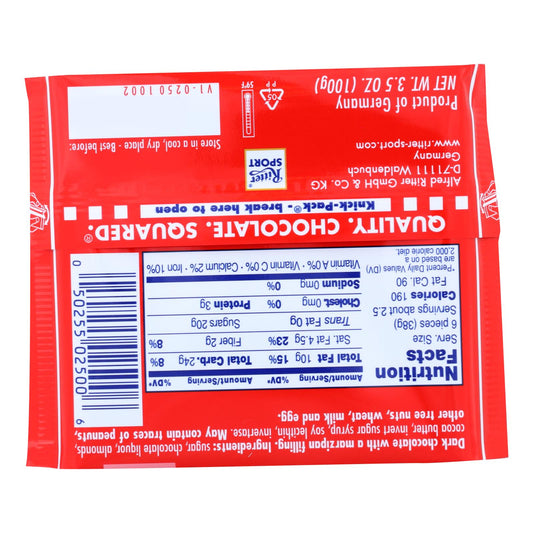 Dark chocolate with a marzipan filling. Ingredients: sugar, chocolate liquor, almonds,
cocoa butter, invert sugar syrup, soy lecithin, invertase. May contain traces of peanuts,
other tree nuts, wheat, milk and egg.
Nutrition
Facts
Serv. Size
6 pieces (38g)
Servings about 2.5
Calories 190
Fat Cal. 90
*Percent Daily Values (DV)
are based on a
2,000 calorie diet.
Amount/Serving %DV* Amount/Serving %DV*
Total Fat 10g 15% Total Carb. 24g 8%
Sat. Fat 4.5g 23% Fiber 2g 8%
Trans Fat 0g Sugars 20g
Cholest. 0mg 0% Protein 3g
Sodium 0mg 0%
Vitamin A 0% · Vitamin C 0% · Calcium 2% · Iron 10%
0 50255 02500 6
QUALITY. CHOCOLATE. SQUARED.®
Knick-Pack® - break here to open
Alfred Ritter GmbH & Co. KG
D-71111 Waldenbuch
Germany
www.ritter-sport.com
Ritter
SPORT
Store in a cool, dry place - Best before:
Product of Germany
NET WT. 3.5 OZ. (100g)
05
PP
59°F
V1-0250 1002